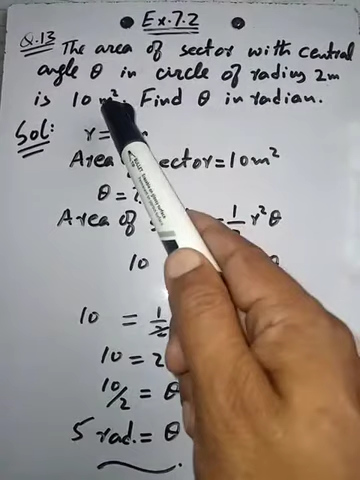 Ex.7.2
Q.13 The area of sector with central
angle θ in circle of radius 2m
is 10 m². Find θ in radian.
Sol:
r =
Area sector = 10m²
θ =
Area of = 1/2 r²θ
10 θ
10 = 1/2
10 = 2
10/2 = θ
5 rad. = θ